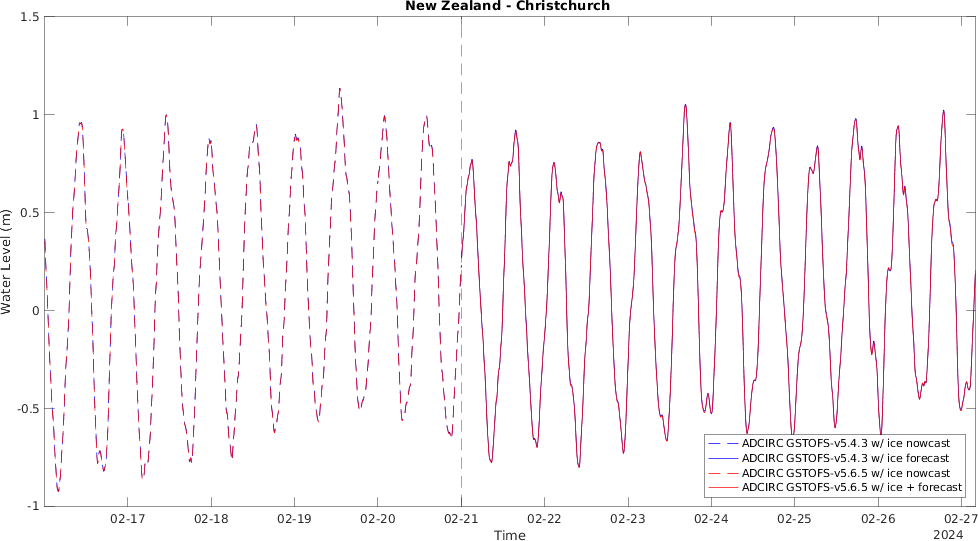 New Zealand - Christchurch
1.5
1
0.5
0
-0.5
-1
Water Level (m)
02-17
02-18
02-19
02-20
02-21
02-22
02-23
02-24
02-25
02-26
02-27
Time
2024
ADCIRC GSTOFS-v5.4.3 w/ ice nowcast
ADCIRC GSTOFS-v5.4.3 w/ ice forecast
ADCIRC GSTOFS-v5.6.5 w/ ice nowcast
ADCIRC GSTOFS-v5.6.5 w/ ice + forecast